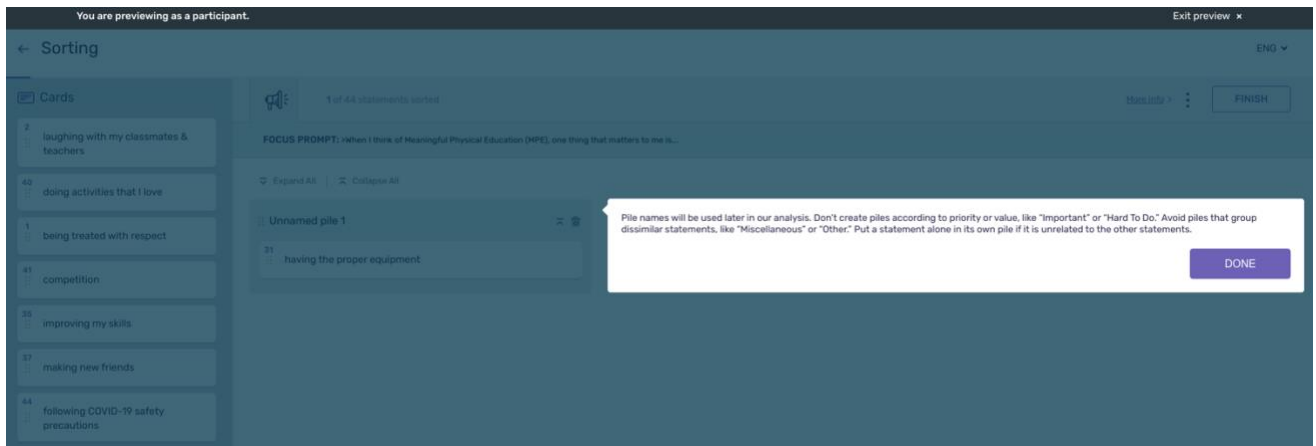 You are previewing as a participant.
Exit preview ×
← Sorting
ENG
Cards
1 of 44 statements sorted
More info >
FINISH
2
laughing with my classmates &
teachers
FOCUS PROMPT: >When I think of Meaningful Physical Education (MPE), one thing that matters to me is...
40
doing activities that I love
Expand All | Collapse All
1
being treated with respect
Unnamed pile 1
21
having the proper equipment
Pile names will be used later in our analysis. Don't create piles according to priority or value, like "Important" or "Hard To Do." Avoid piles that group
dissimilar statements, like "Miscellaneous" or "Other." Put a statement alone in its own pile if it is unrelated to the other statements.
DONE
41
competition
improving my skills
37
making new friends
44
following COVID-19 safety
precautions